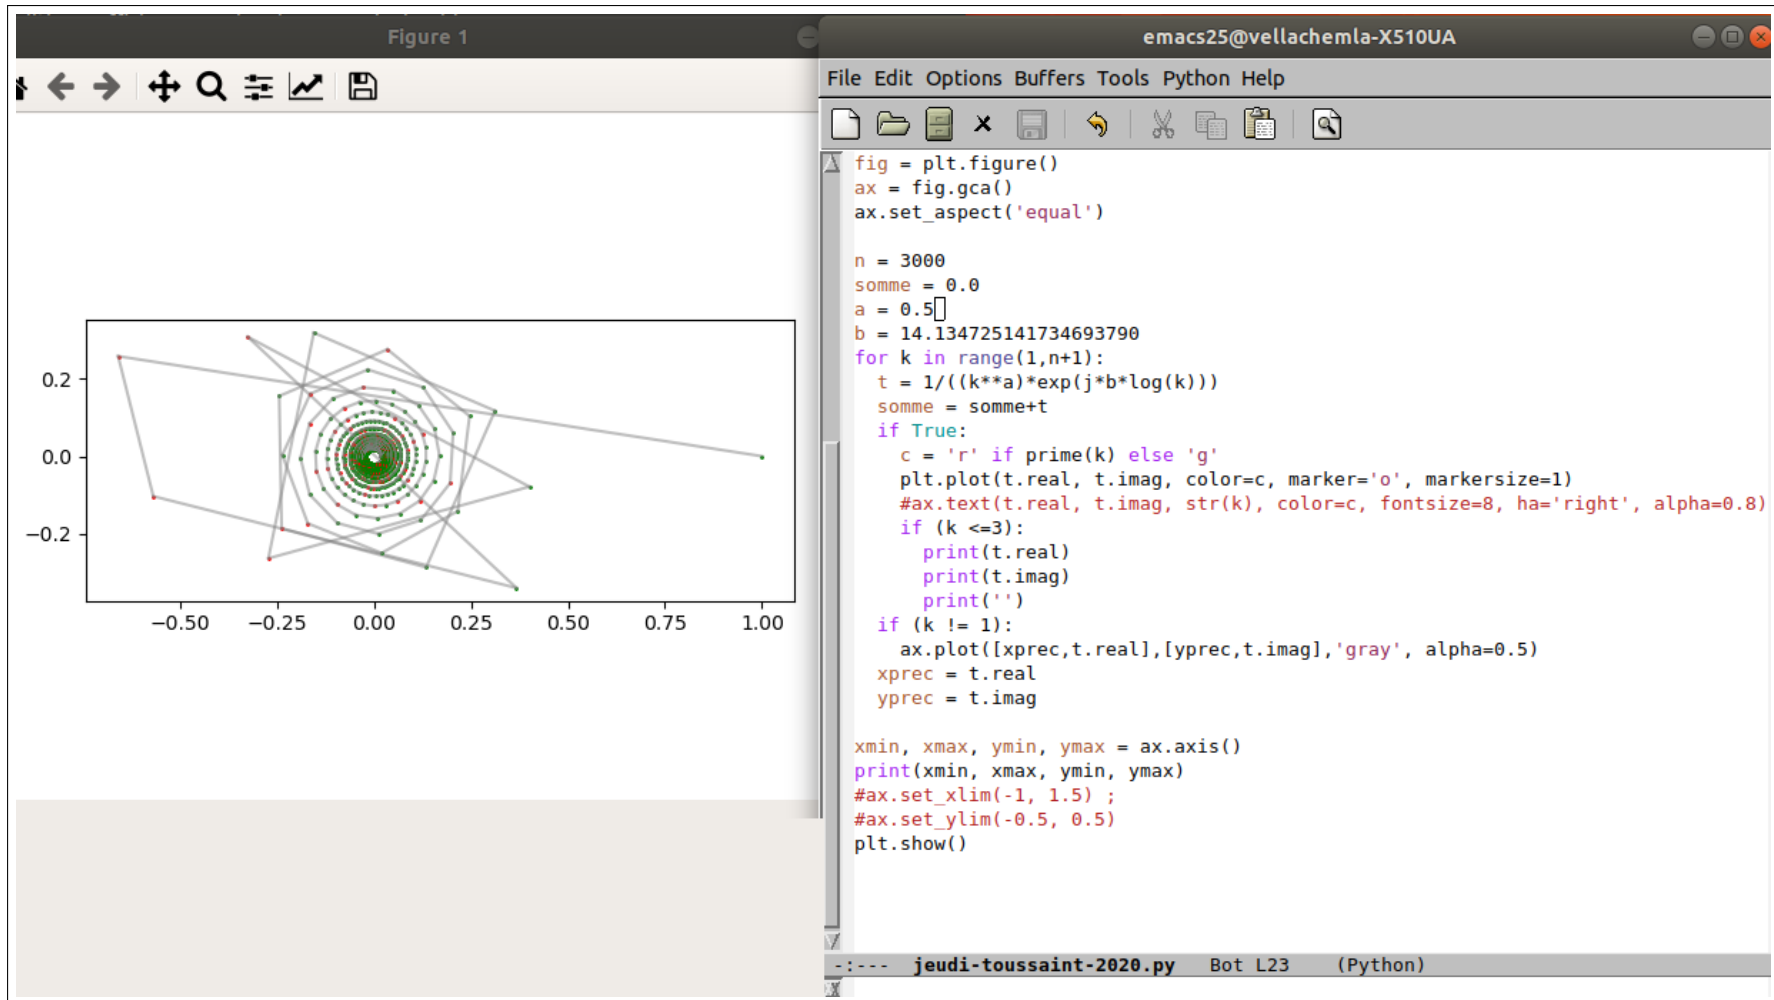 Figure 1
0.2
0.0
−0.2
−0.50 −0.25 0.00 0.25 0.50 0.75 1.00
emacs25@vellachemla-X510UA
File Edit Options Buffers Tools Python Help
fig = plt.figure()
ax = fig.gca()
ax.set_aspect('equal')
n = 3000
somme = 0.0
a = 0.5
b = 14.134725141734693790
for k in range(1,n+1):
  t = 1/((k**a)*exp(j*b*log(k)))
  somme = somme+t
  if True:
    c = 'r' if prime(k) else 'g'
    plt.plot(t.real, t.imag, color=c, marker='o', markersize=1)
    #ax.text(t.real, t.imag, str(k), color=c, fontsize=8, ha='right', alpha=0.8)
    if (k <=3):
      print(t.real)
      print(t.imag)
      print('')
  if (k != 1):
    ax.plot([xprec,t.real],[yprec,t.imag],'gray', alpha=0.5)
  xprec = t.real
  yprec = t.imag
xmin, xmax, ymin, ymax = ax.axis()
print(xmin, xmax, ymin, ymax)
#ax.set_xlim(-1, 1.5) ;
#ax.set_ylim(-0.5, 0.5)
plt.show()
-:--- jeudi-toussaint-2020.py Bot L23 (Python)